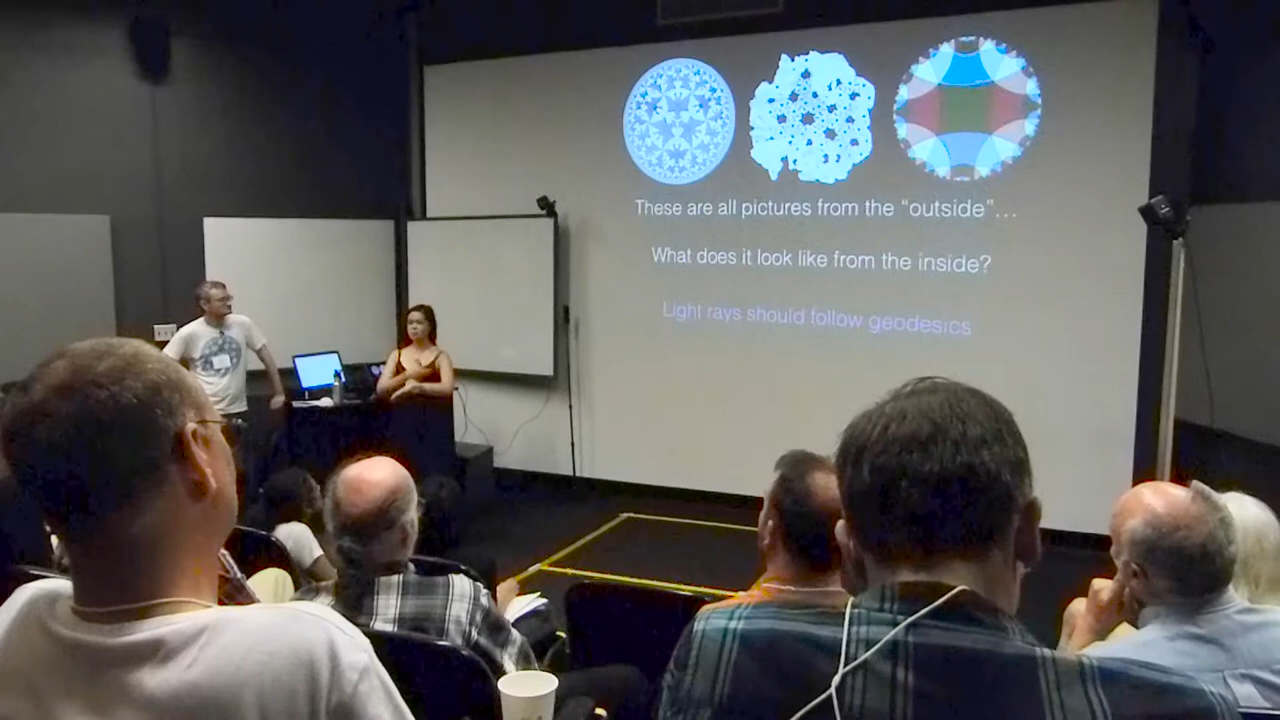 These are all pictures from the “outside”…
What does it look like from the inside?
Light rays should follow geodesics